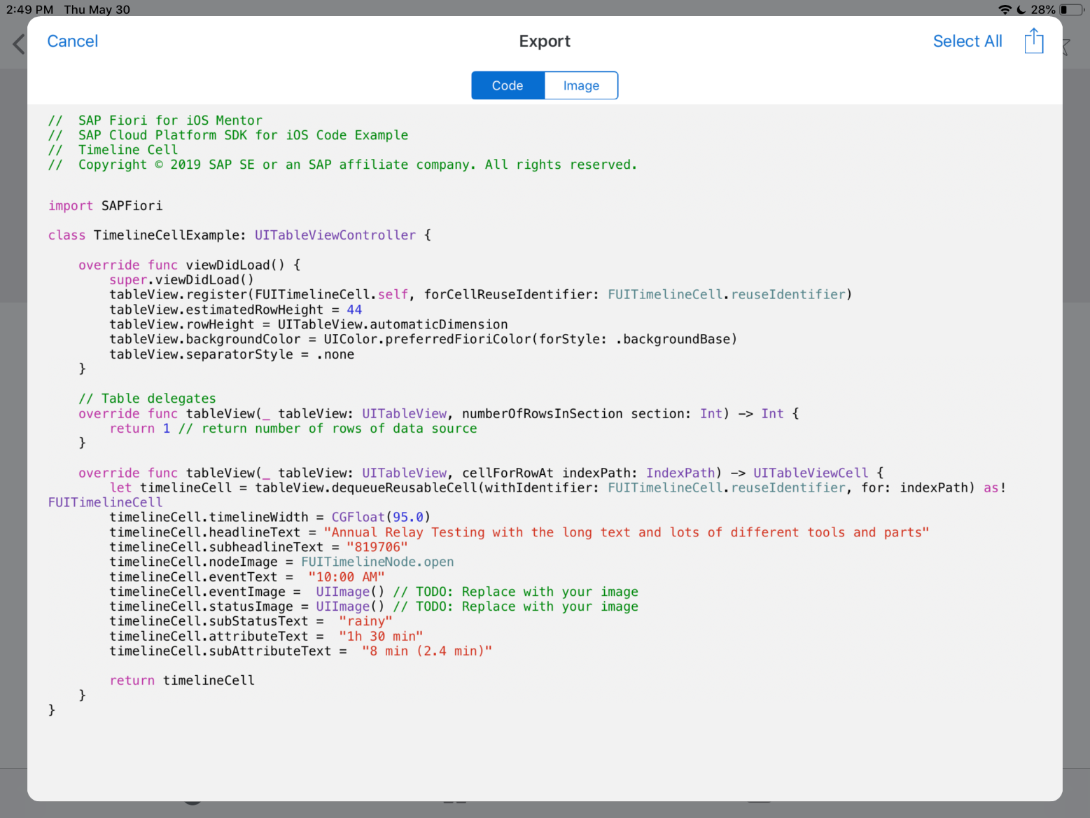 2:49 PM Thu May 30
28%
Cancel
Export
Select All
Code
Image
// SAP Fiori for iOS Mentor
// SAP Cloud Platform SDK for iOS Code Example
// Timeline Cell
// Copyright © 2019 SAP SE or an SAP affiliate company. All rights reserved.
import SAPFiori
class TimelineCellExample: UITableViewController {
override func viewDidLoad() {
super.viewDidLoad()
tableView.register(FUITimelineCell.self, forCellReuseIdentifier: FUITimelineCell.reuseIdentifier)
tableView.estimatedRowHeight = 44
tableView.rowHeight = UITableView.automaticDimension
tableView.backgroundColor = UIColor.preferredFioriColor(forStyle: .backgroundBase)
tableView.separatorStyle = .none
}
// Table delegates
override func tableView(_ tableView: UITableView, numberOfRowsInSection section: Int) -> Int {
return 1 // return number of rows of data source
}
override func tableView(_ tableView: UITableView, cellForRowAt indexPath: IndexPath) -> UITableViewCell {
let timelineCell = tableView.dequeueReusableCell(withIdentifier: FUITimelineCell.reuseIdentifier, for: indexPath) as!
FUITimelineCell
timelineCell.timelineWidth = CGFloat(95.0)
timelineCell.headlineText = "Annual Relay Testing with the long text and lots of different tools and parts"
timelineCell.subheadlineText = "819706"
timelineCell.nodeImage = FUITimelineNode.open
timelineCell.eventText = "10:00 AM"
timelineCell.eventImage = UIImage() // TODO: Replace with your image
timelineCell.statusImage = UIImage() // TODO: Replace with your image
timelineCell.subStatusText = "rainy"
timelineCell.attributeText = "1h 30 min"
timelineCell.subAttributeText = "8 min (2.4 min)"
return timelineCell
}
}